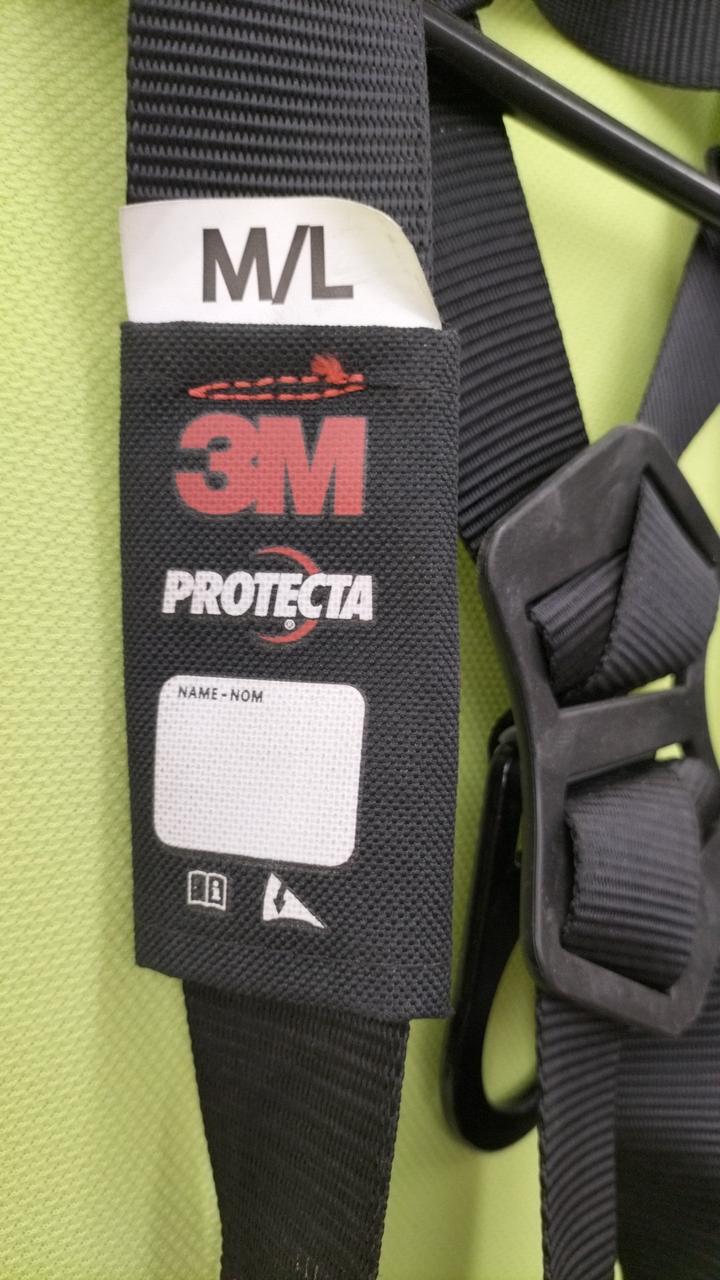 M/L
3M
PROTECTA
®
NAME-NOM
i